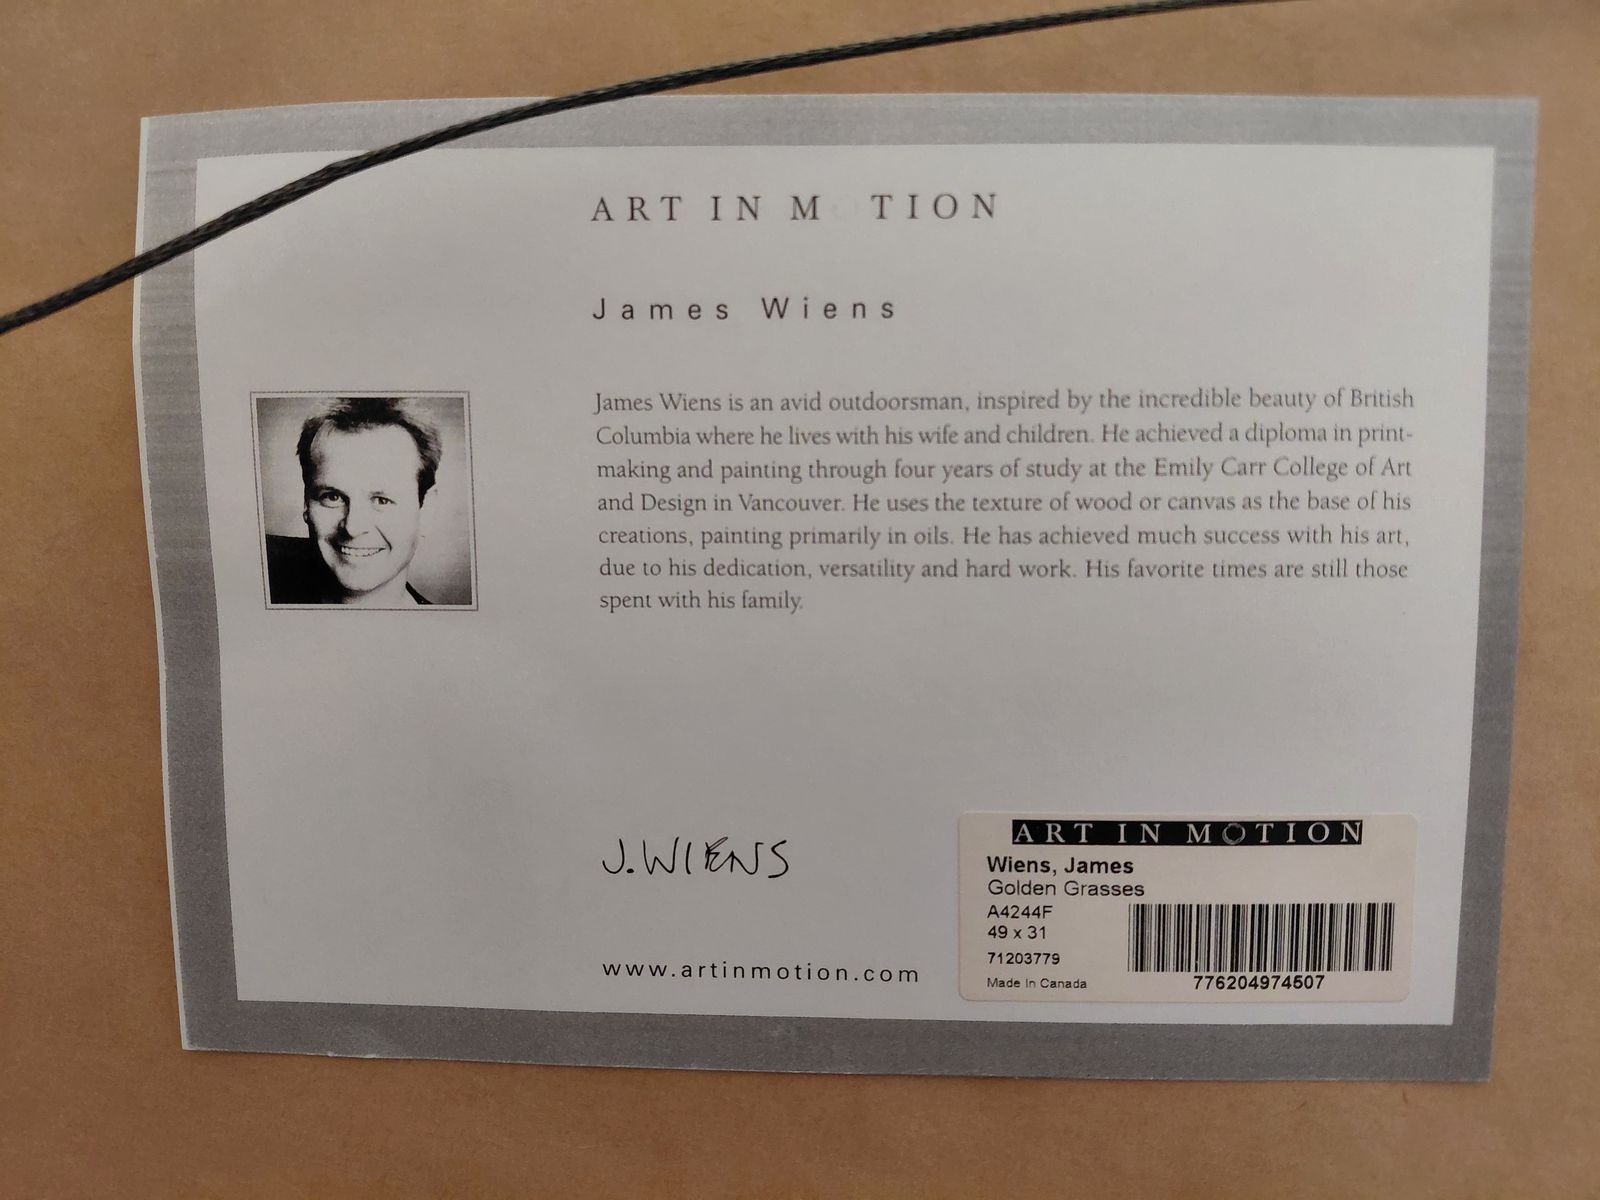 ART IN M TION
James Wiens
James Wiens is an avid outdoorsman, inspired by the incredible beauty of British
Columbia where he lives with his wife and children. He achieved a diploma in print-
making and painting through four years of study at the Emily Carr College of Art
and Design in Vancouver. He uses the texture of wood or canvas as the base of his
creations, painting primarily in oils. He has achieved much success with his art,
due to his dedication, versatility and hard work. His favorite times are still those
spent with his family.
J. WIENS
www.artinmotion.com
ART IN MOTION
Wiens, James
Golden Grasses
A4244F
49 x 31
71203779
Made In Canada
776204974507